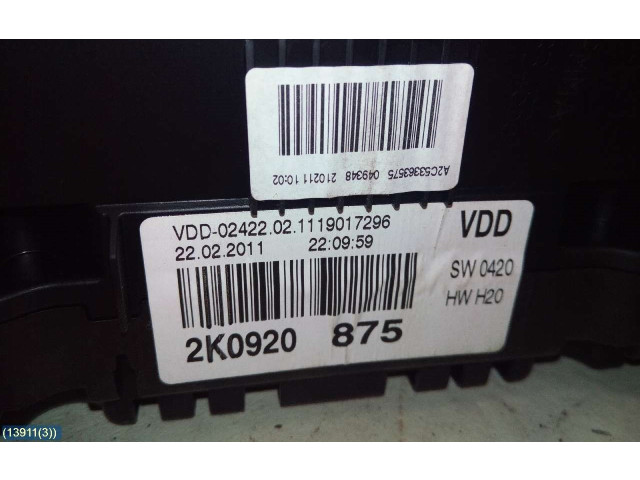 A2C53363575 049348 210211 10:02
VDD-02422.02.1119017296 VDD
22.02.2011 22:09:59
SW 0420
HW H20
2K0920 875
(13911(3))